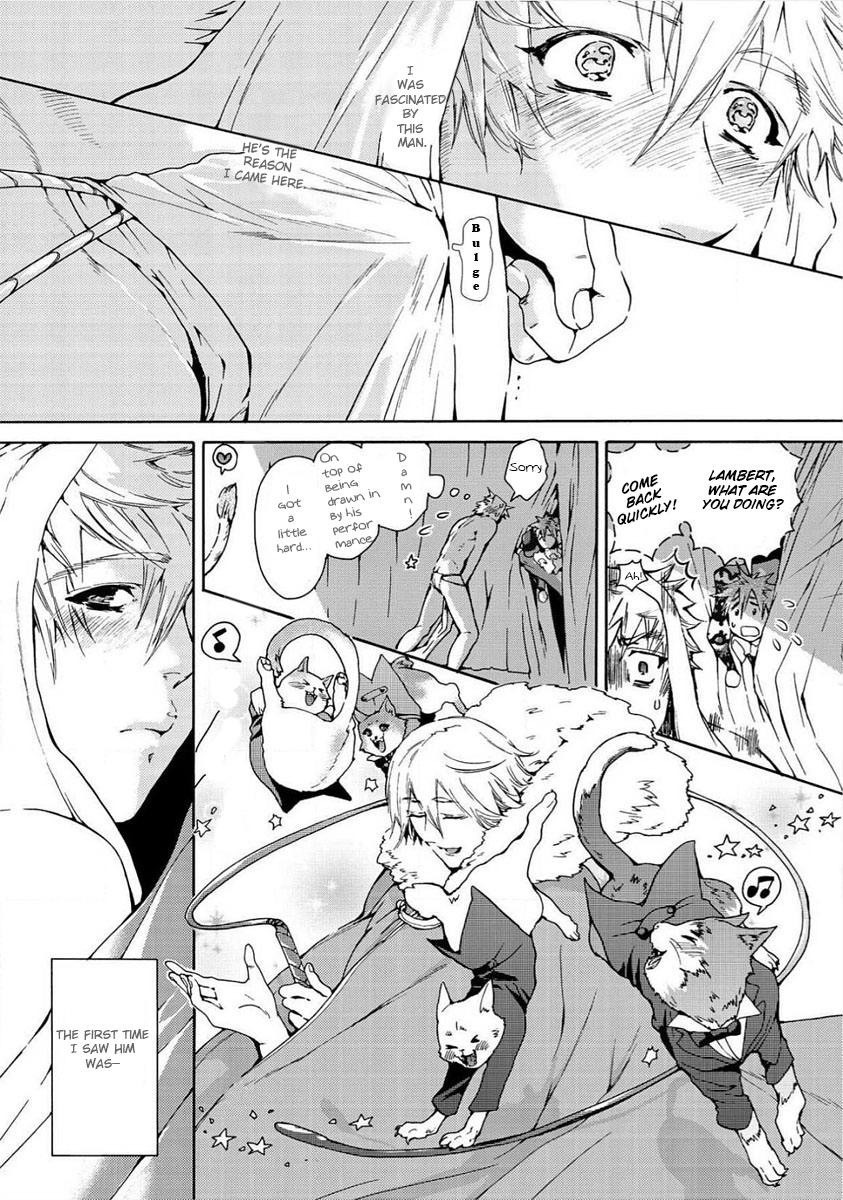 I
WAS
FASCINATED
BY
THIS
MAN.
HE'S THE
REASON
I CAME HERE.
Bulge
LAMBERT,
WHAT ARE
YOU DOING?
COME
BACK
QUICKLY!
Ah!
Sorry
Damn!
On
top of
being
drawn in
by his
perfor
mance
I
Got
a
little
hard...
THE FIRST TIME
I SAW HIM
WAS–